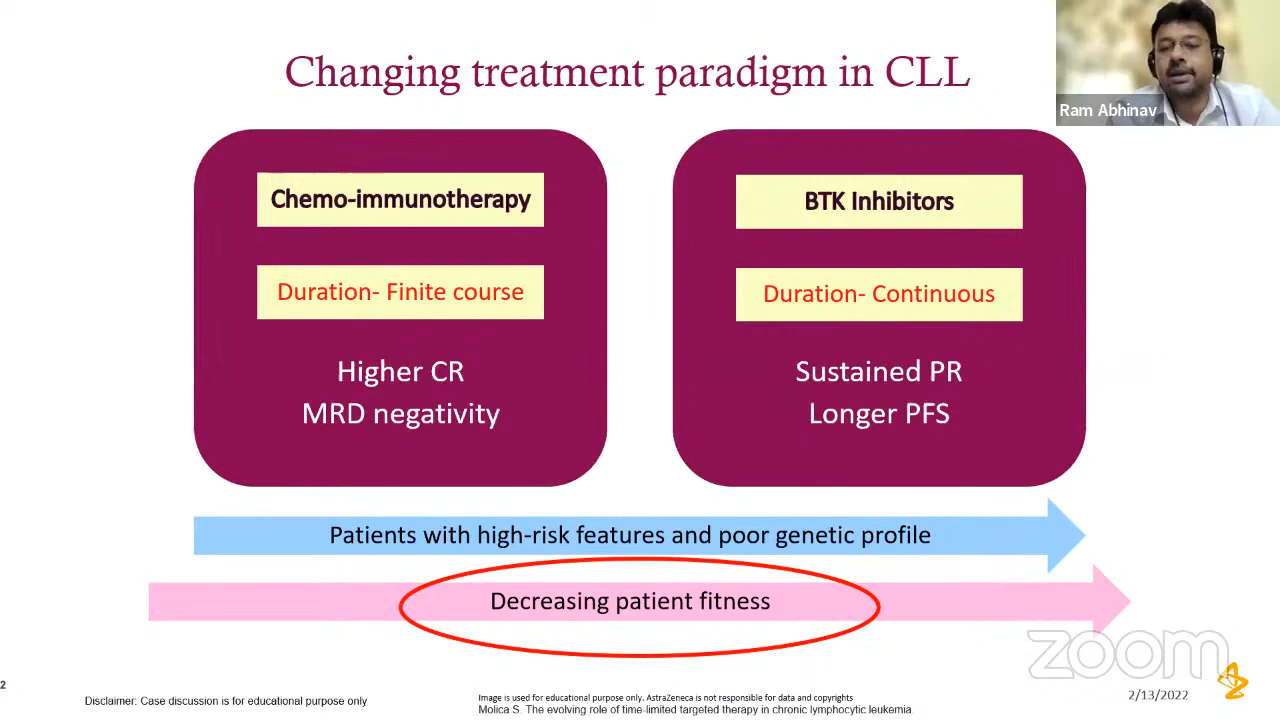 Changing treatment paradigm in CLL
Ram Abhinav
Chemo-immunotherapy
Duration- Finite course
Higher CR
MRD negativity
BTK Inhibitors
Duration- Continuous
Sustained PR
Longer PFS
Patients with high-risk features and poor genetic profile
Decreasing patient fitness
zoom
2
Disclaimer: Case discussion is for educational purpose only
Image is used for educational purpose only. AstraZeneca is not responsible for data and copyrights
Molica S. The evolving role of time-limited targeted therapy in chronic lymphocytic leukemia.
2/13/2022